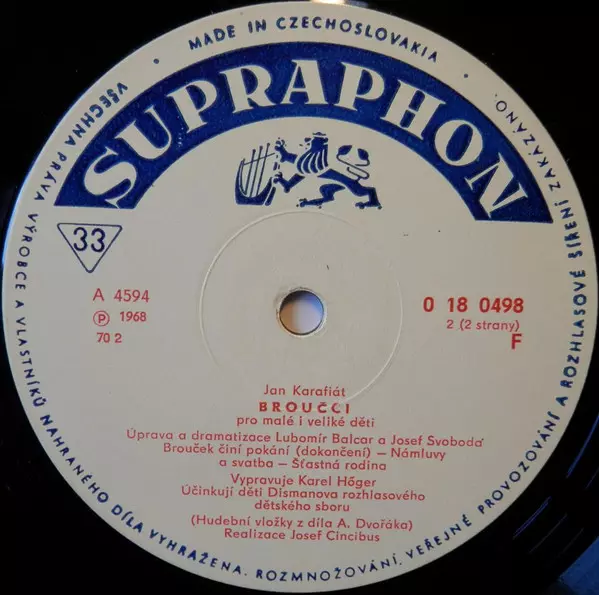 MADE IN CZECHOSLOVAKIA
SUPRAPHON
33
A 4594
Ⓟ 1968
70 2
0 18 0498
2 (2 strany)
F
Jan Karafiát
BROUČCI
pro malé i veliké děti
Úprava a dramatizace Lubomír Balcar a Josef Svoboda
Brouček činí pokání (dokončení) – Námluvy
a svatba – Šťastná rodina
Vypravuje Karel Höger
Účinkují děti Dismanova rozhlasového
dětského sboru
(Hudební vložky z díla A. Dvořáka)
Realizace Josef Cincibus
VŠECHNA PRÁVA VÝROBCE A VLASTNÍKŮ NAHRANÉHO DÍLA VYHRAŽENA. ROZMNOŽOVÁNÍ, VEŘEJNÉ PROVOZOVÁNÍ A ROZHLASOVÉ ŠÍŘENÍ ZAKÁZÁNO.